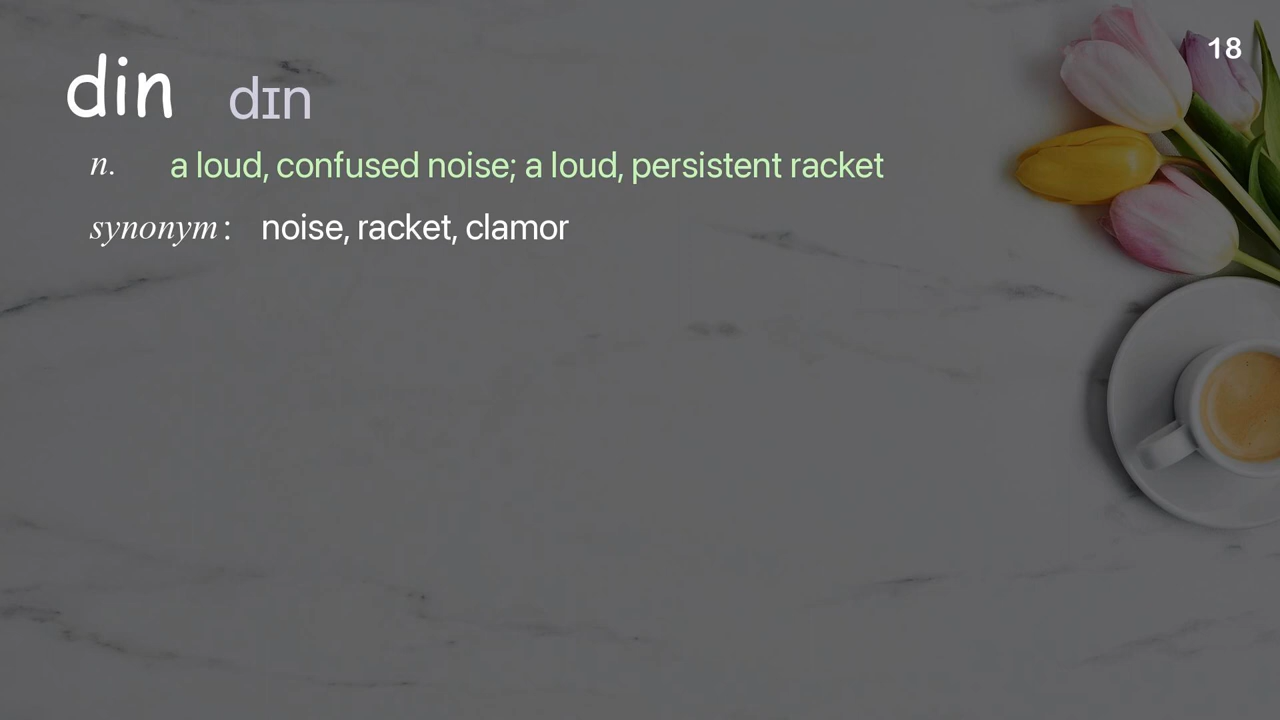 18
din dɪn
n. a loud, confused noise; a loud, persistent racket
synonym : noise, racket, clamor